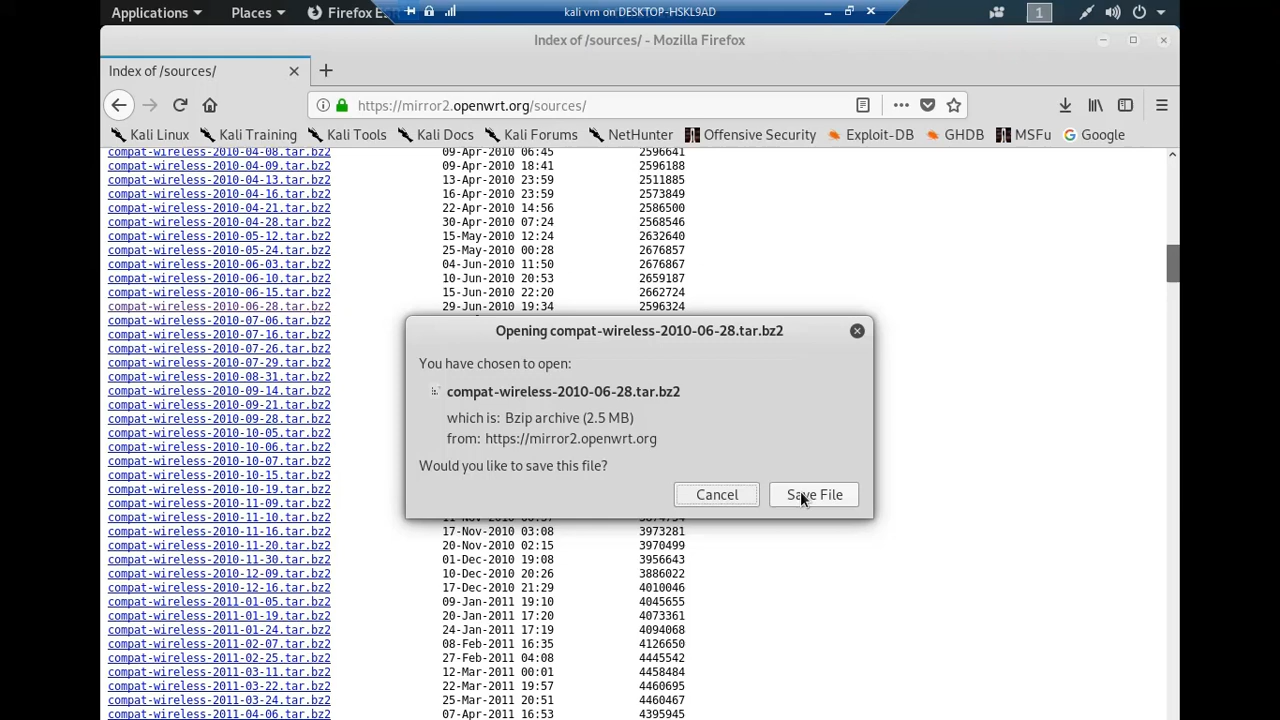 Applications Places Firefox ES kali vm on DESKTOP-HSKL9AD 1
Index of /sources/ - Mozilla Firefox
Index of /sources/
https://mirror2.openwrt.org/sources/
Kali Linux Kali Training Kali Tools Kali Docs Kali Forums NetHunter Offensive Security Exploit-DB GHDB MSFu Google
compat-wireless-2010-04-08.tar.bz2 09-Apr-2010 06:45 2596641
compat-wireless-2010-04-09.tar.bz2 09-Apr-2010 18:41 2596188
compat-wireless-2010-04-13.tar.bz2 13-Apr-2010 23:59 2511885
compat-wireless-2010-04-16.tar.bz2 16-Apr-2010 23:59 2573849
compat-wireless-2010-04-21.tar.bz2 22-Apr-2010 14:56 2586500
compat-wireless-2010-04-28.tar.bz2 30-Apr-2010 07:24 2568546
compat-wireless-2010-05-12.tar.bz2 15-May-2010 12:24 2632640
compat-wireless-2010-05-24.tar.bz2 25-May-2010 00:28 2676857
compat-wireless-2010-06-03.tar.bz2 04-Jun-2010 11:50 2676867
compat-wireless-2010-06-10.tar.bz2 10-Jun-2010 20:53 2659187
compat-wireless-2010-06-15.tar.bz2 15-Jun-2010 22:20 2662724
compat-wireless-2010-06-28.tar.bz2 29-Jun-2010 19:34 2596324
compat-wireless-2010-07-06.tar.bz2
compat-wireless-2010-07-16.tar.bz2
compat-wireless-2010-07-26.tar.bz2
compat-wireless-2010-07-29.tar.bz2
compat-wireless-2010-08-31.tar.bz2
compat-wireless-2010-09-14.tar.bz2
compat-wireless-2010-09-21.tar.bz2
compat-wireless-2010-09-28.tar.bz2
compat-wireless-2010-10-05.tar.bz2
compat-wireless-2010-10-06.tar.bz2
compat-wireless-2010-10-07.tar.bz2
compat-wireless-2010-10-15.tar.bz2
compat-wireless-2010-10-19.tar.bz2
compat-wireless-2010-11-09.tar.bz2
compat-wireless-2010-11-10.tar.bz2
compat-wireless-2010-11-16.tar.bz2 17-Nov-2010 03:08 3973281
compat-wireless-2010-11-20.tar.bz2 20-Nov-2010 02:15 3970499
compat-wireless-2010-11-30.tar.bz2 01-Dec-2010 19:08 3956643
compat-wireless-2010-12-09.tar.bz2 10-Dec-2010 20:26 3886022
compat-wireless-2010-12-16.tar.bz2 17-Dec-2010 21:29 4010046
compat-wireless-2011-01-05.tar.bz2 09-Jan-2011 19:10 4045655
compat-wireless-2011-01-19.tar.bz2 20-Jan-2011 17:20 4073361
compat-wireless-2011-01-24.tar.bz2 24-Jan-2011 17:19 4094068
compat-wireless-2011-02-07.tar.bz2 08-Feb-2011 16:35 4126650
compat-wireless-2011-02-25.tar.bz2 27-Feb-2011 04:08 4445542
compat-wireless-2011-03-11.tar.bz2 12-Mar-2011 00:01 4458484
compat-wireless-2011-03-22.tar.bz2 22-Mar-2011 19:57 4460695
compat-wireless-2011-03-24.tar.bz2 25-Mar-2011 20:51 4460467
compat-wireless-2011-04-06.tar.bz2 07-Apr-2011 16:53 4395945
Opening compat-wireless-2010-06-28.tar.bz2
You have chosen to open:
compat-wireless-2010-06-28.tar.bz2
which is: Bzip archive (2.5 MB)
from: https://mirror2.openwrt.org
Would you like to save this file?
Cancel Save File